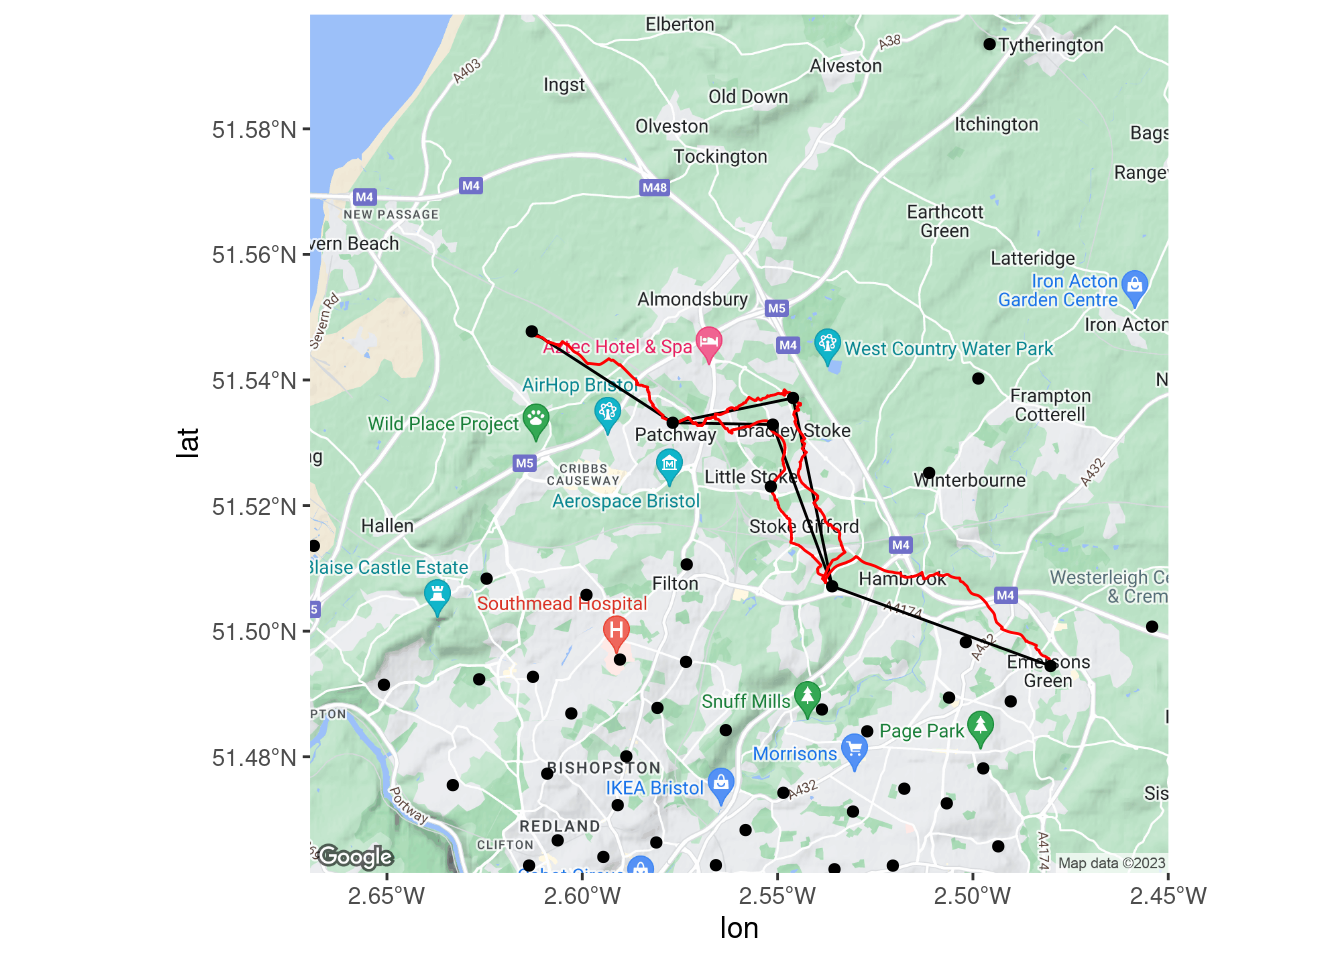 Elberton
A38
Tytherington
A403
Alveston
Ingst
Old Down
51.58°N
Olveston
Itchington
Bags
Tockington
Range
M4
M4
M48
NEW PASSAGE
Earthcott
Green
vern Beach
51.56°N
Latteridge
Iron Acton
Garden Centre
Severn Rd
Almondsbury
M5
Iron Acton
Aztec Hotel & Spa
M4
West Country Water Park
51.54°N
AirHop Bristol
N
Frampton
Cotterell
Wild Place Project
Patchway
Bradley Stoke
lat
ng
M5
CRIBBS
CAUSEWAY
Little Stoke
Winterbourne
A432
Aerospace Bristol
51.52°N
Hallen
Stoke Gifford
M4
Blaise Castle Estate
Filton
Hambrook
Westerleigh Ce
& Crem
M4
5
Southmead Hospital
H
A4174
51.50°N
A432
Emersons
Green
Snuff Mills
PTON
Page Park
51.48°N
Morrisons
BISHOPSTON
IKEA Bristol
A432
Sis
Portway
REDLAND
CLIFTON
A4174
Google
Map data ©2023
2.65°W
2.60°W
2.55°W
2.50°W
2.45°W
lon